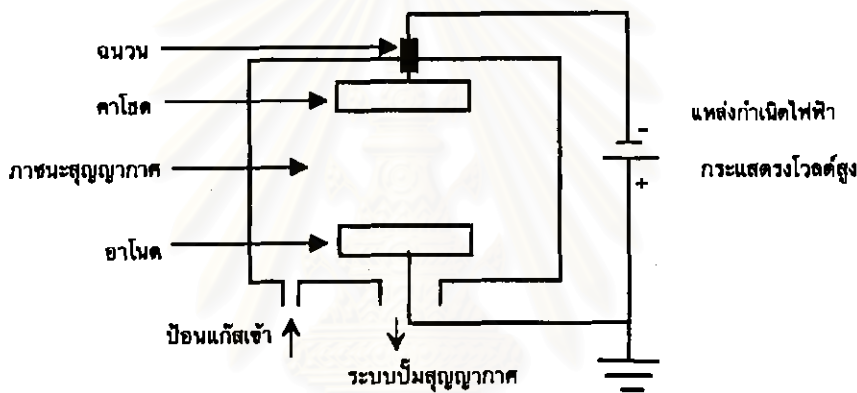 ฉนวน
คาโธด
ภาชนะสุญญากาศ
อาโนด
ป้อนแก๊สเข้า
ระบบปั๊มสุญญากาศ
แหล่งกำเนิดไฟฟ้า
กระแสตรงโวลต์สูง
-
+